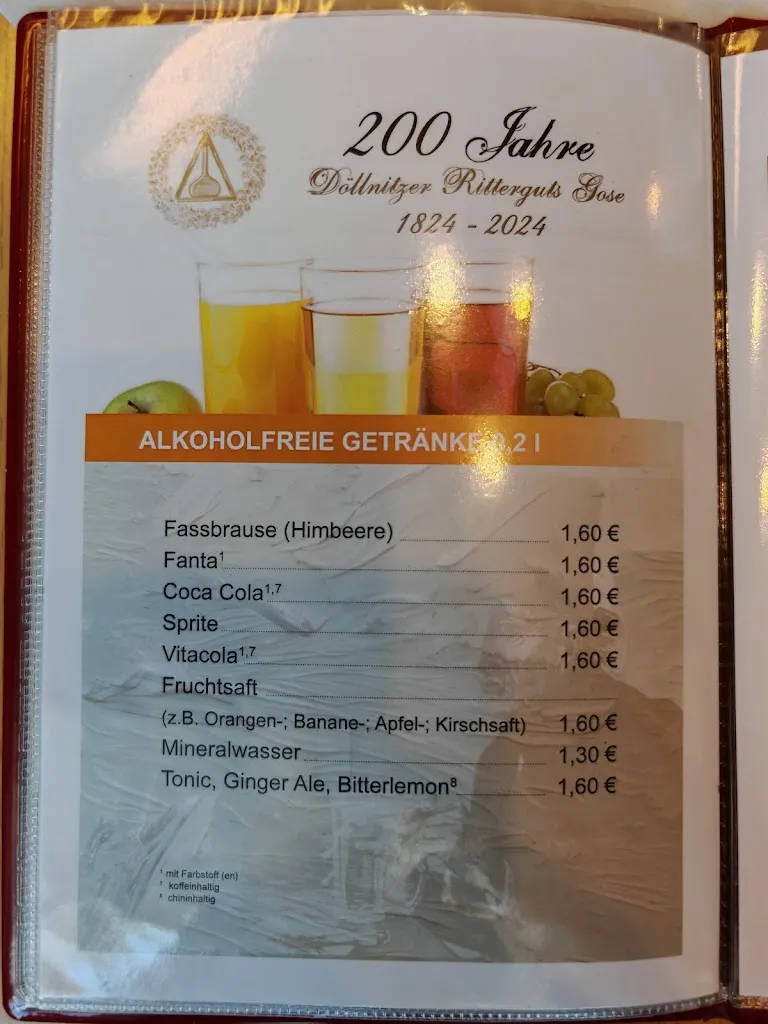 200 Jahre
Döllnitzer Ritterguts Gose
1824 - 2024
ALKOHOLFREIE GETRÄNKE 0,2 l
Fassbrause (Himbeere) 1,60 €
Fanta¹ 1,60 €
Coca Cola¹,⁷ 1,60 €
Sprite 1,60 €
Vitacola¹,⁷ 1,60 €
Fruchtsaft
(z.B. Orangen-; Banane-; Apfel-; Kirschsaft) 1,60 €
Mineralwasser 1,30 €
Tonic, Ginger Ale, Bitterlemon⁸ 1,60 €
¹ mit Farbstoff (en)
⁷ koffeinhaltig
⁸ chininhaltig